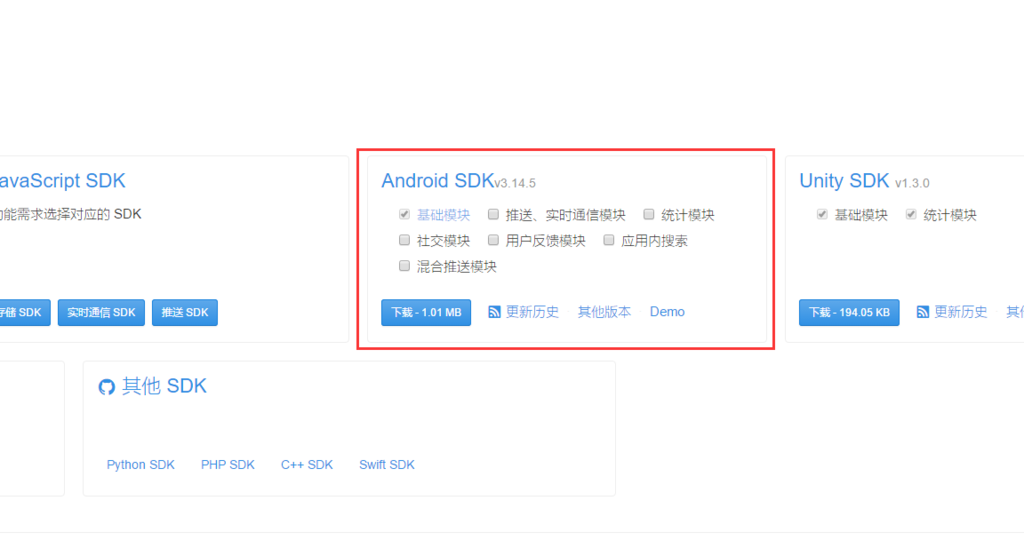 avaScript SDK
能需求选择对应的 SDK
SDK
实时通信 SDK
推送 SDK
Android SDKv3.14.5
基础模块
推送、实时通信模块
统计模块
社交模块
用户反馈模块
应用内搜索
混合推送模块
下载 - 1.01 MB
更新历史
其他版本
Demo
Unity SDK v1.3.0
基础模块
统计模块
下载 - 194.05 KB
更新历史
其他 SDK
Python SDK
PHP SDK
C++ SDK
Swift SDK